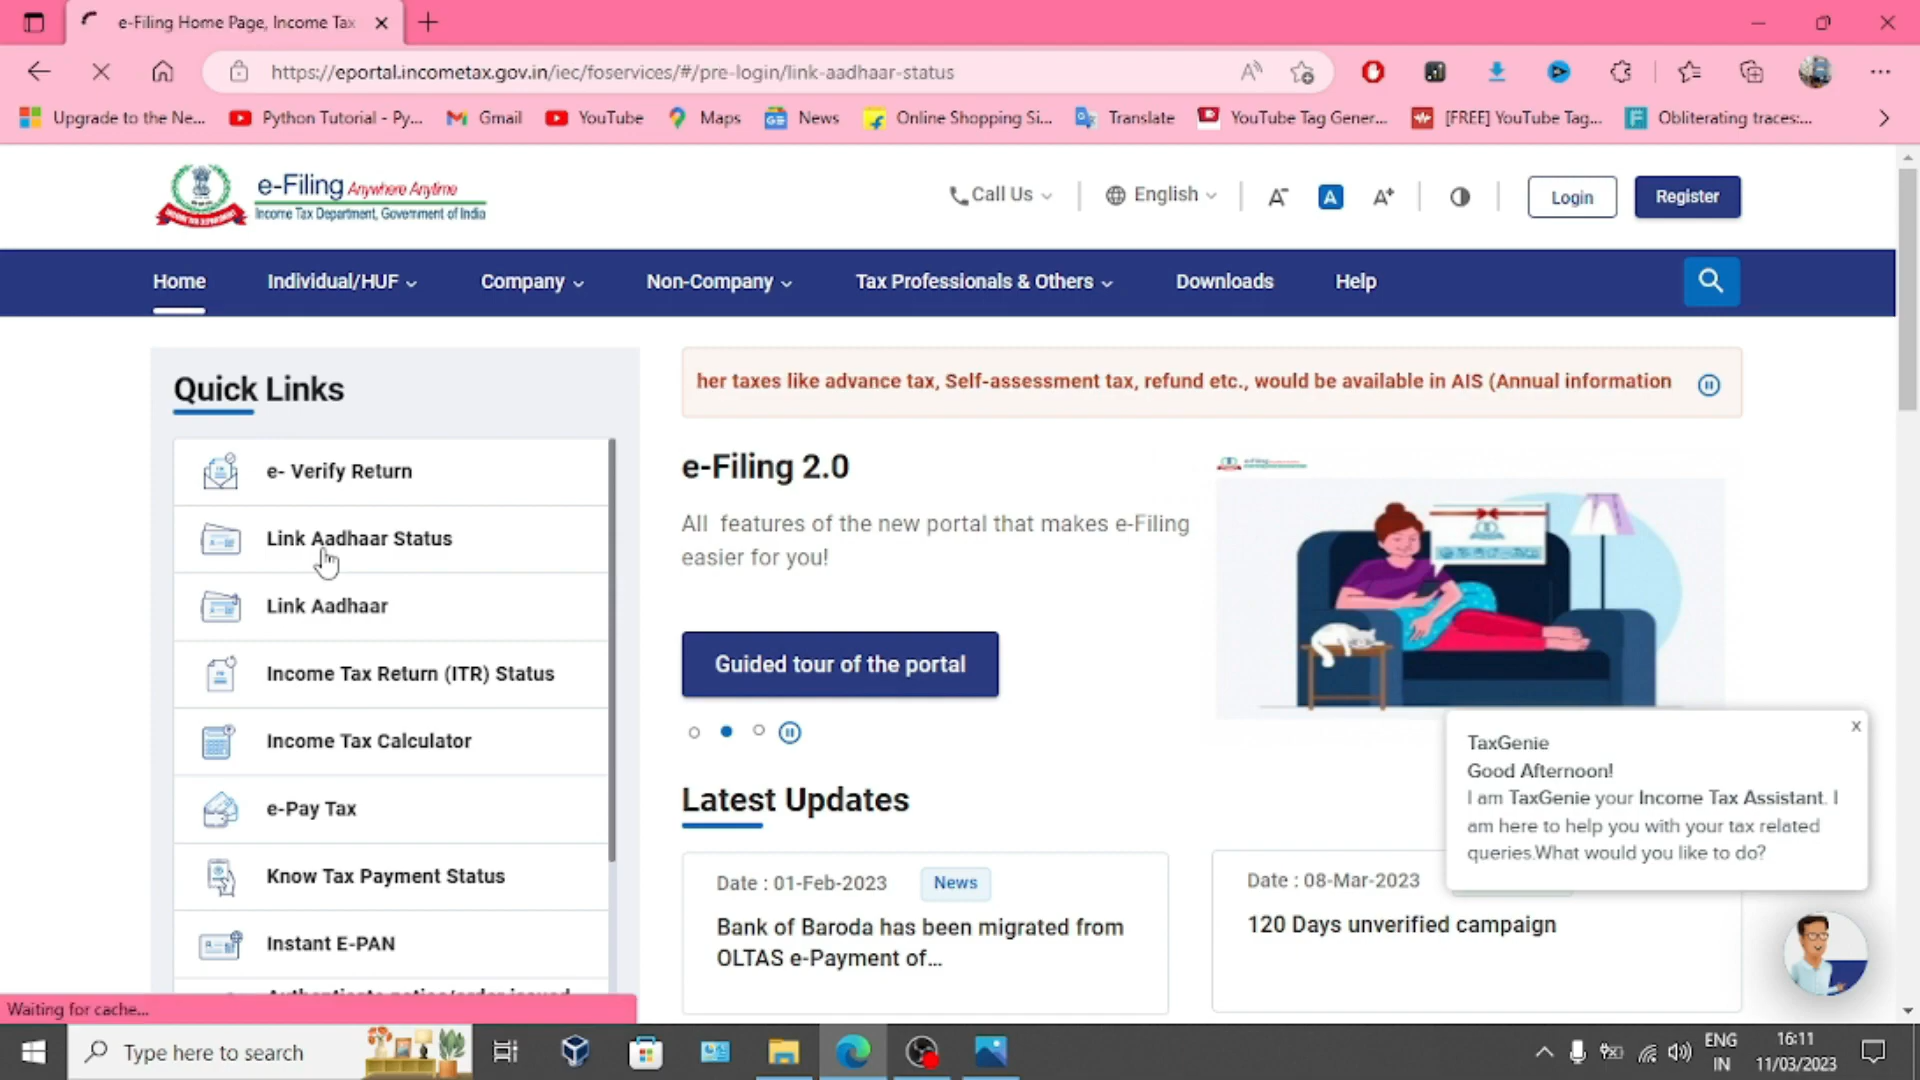 e-Filing Home Page, Income Tax
https://eportal.incometax.gov.in/iec/foservices/#/pre-login/link-aadhaar-status
Upgrade to the Ne...
Python Tutorial - Py...
Gmail
YouTube
Maps
News
Online Shopping Si...
Translate
YouTube Tag Gener...
[FREE] YouTube Tag...
Obliterating traces:...
e-Filing Anywhere Anytime
Income Tax Department, Government of India
Call Us
English
A-
A
A+
Login
Register
Home
Individual/HUF
Company
Non-Company
Tax Professionals & Others
Downloads
Help
Quick Links
her taxes like advance tax, Self-assessment tax, refund etc., would be available in AIS (Annual information
e- Verify Return
Link Aadhaar Status
Link Aadhaar
Income Tax Return (ITR) Status
Income Tax Calculator
e-Pay Tax
Know Tax Payment Status
Instant E-PAN
e-Filing 2.0
All features of the new portal that makes e-Filing
easier for you!
Guided tour of the portal
Latest Updates
Date : 01-Feb-2023
News
Bank of Baroda has been migrated from
OLTAS e-Payment of...
Date : 08-Mar-2023
120 Days unverified campaign
x
TaxGenie
Good Afternoon!
I am TaxGenie your Income Tax Assistant. I
am here to help you with your tax related
queries.What would you like to do?
Waiting for cache...
Type here to search
ENG
IN
16:11
11/03/2023